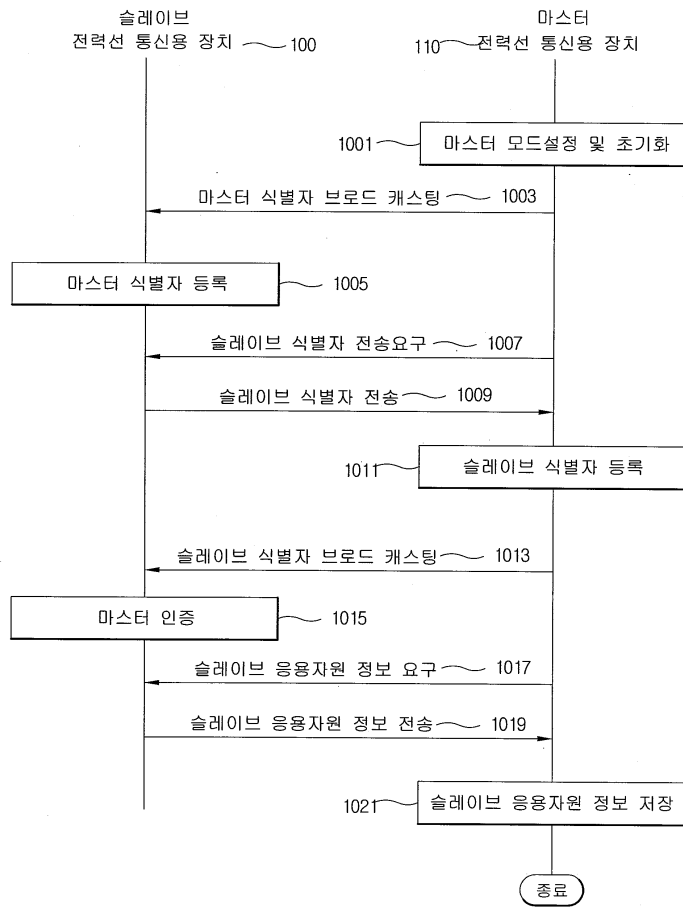 슬레이브
전력선 통신용 장치 100
마스터
110 전력선 통신용 장치
1001 마스터 모드설정 및 초기화
마스터 식별자 브로드 캐스팅 1003
마스터 식별자 등록 1005
슬레이브 식별자 전송요구 1007
슬레이브 식별자 전송 1009
1011 슬레이브 식별자 등록
슬레이브 식별자 브로드 캐스팅 1013
마스터 인증 1015
슬레이브 응용자원 정보 요구 1017
슬레이브 응용자원 정보 전송 1019
1021 슬레이브 응용자원 정보 저장
종료